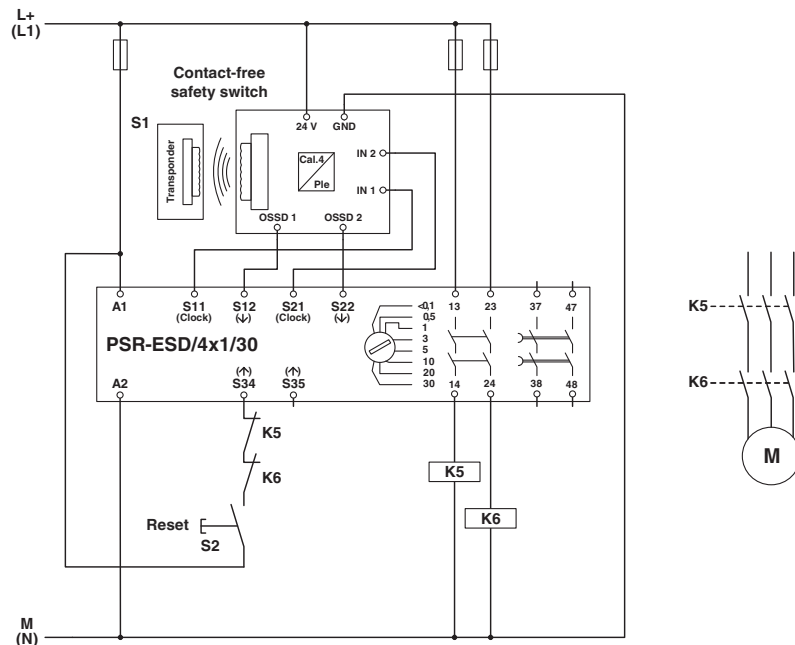 L+
(L1)
Contact-free
safety switch
S1
Transponder
24 V
GND
IN 2
Cal.4
Ple
IN 1
OSSD 1
OSSD 2
A1
S11
(Clock)
S12
(↓)
S21
(Clock)
S22
(↓)
<0,1
0,5
1
3
5
10
20
30
13
23
37
47
PSR-ESD/4x1/30
A2
(↑)
S34
(↑)
S35
14
24
38
48
K5
K6
Reset
S2
K5
K6
K5
K6
M
M
(N)